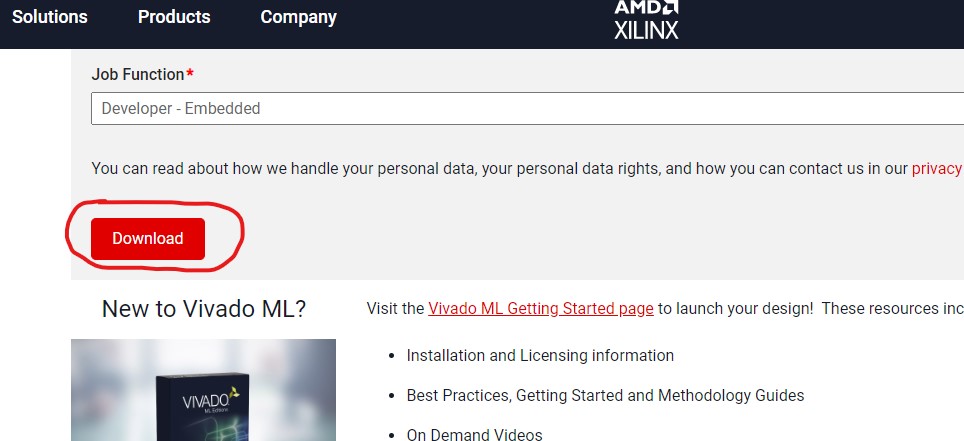 Solutions Products Company
AMD
XILINX
Job Function*
Developer - Embedded
You can read about how we handle your personal data, your personal data rights, and how you can contact us in our privacy
Download
New to Vivado ML?
Visit the Vivado ML Getting Started page to launch your design! These resources inc
Installation and Licensing information
Best Practices, Getting Started and Methodology Guides
On Demand Videos
VIVADO
ML Editions